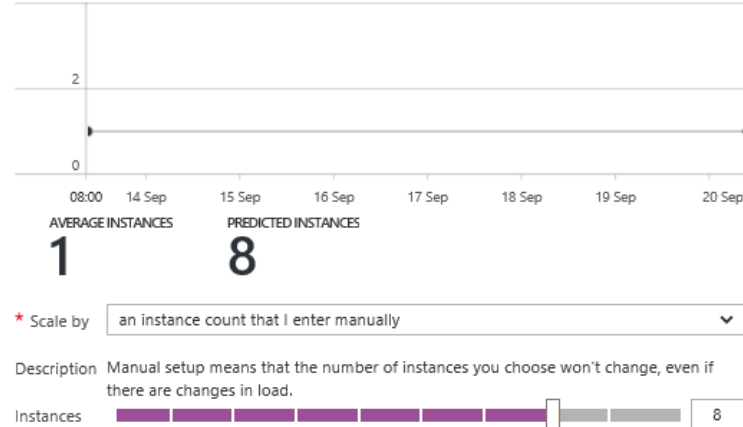 2
0
08:00 14 Sep 15 Sep 16 Sep 17 Sep 18 Sep 19 Sep 20 Sep
AVERAGE INSTANCES PREDICTED INSTANCES
1 8
* Scale by an instance count that I enter manually
Description Manual setup means that the number of instances you choose won't change, even if
there are changes in load.
Instances 8